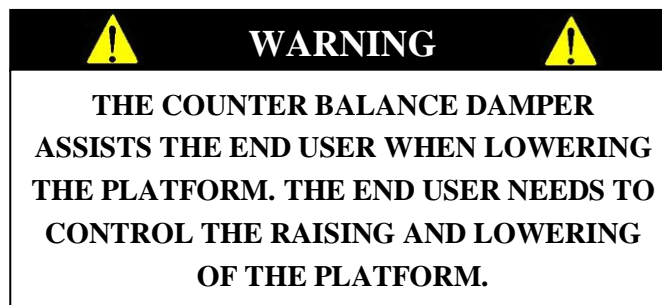 WARNING
THE COUNTER BALANCE DAMPER
ASSISTS THE END USER WHEN LOWERING
THE PLATFORM. THE END USER NEEDS TO
CONTROL THE RAISING AND LOWERING
OF THE PLATFORM.